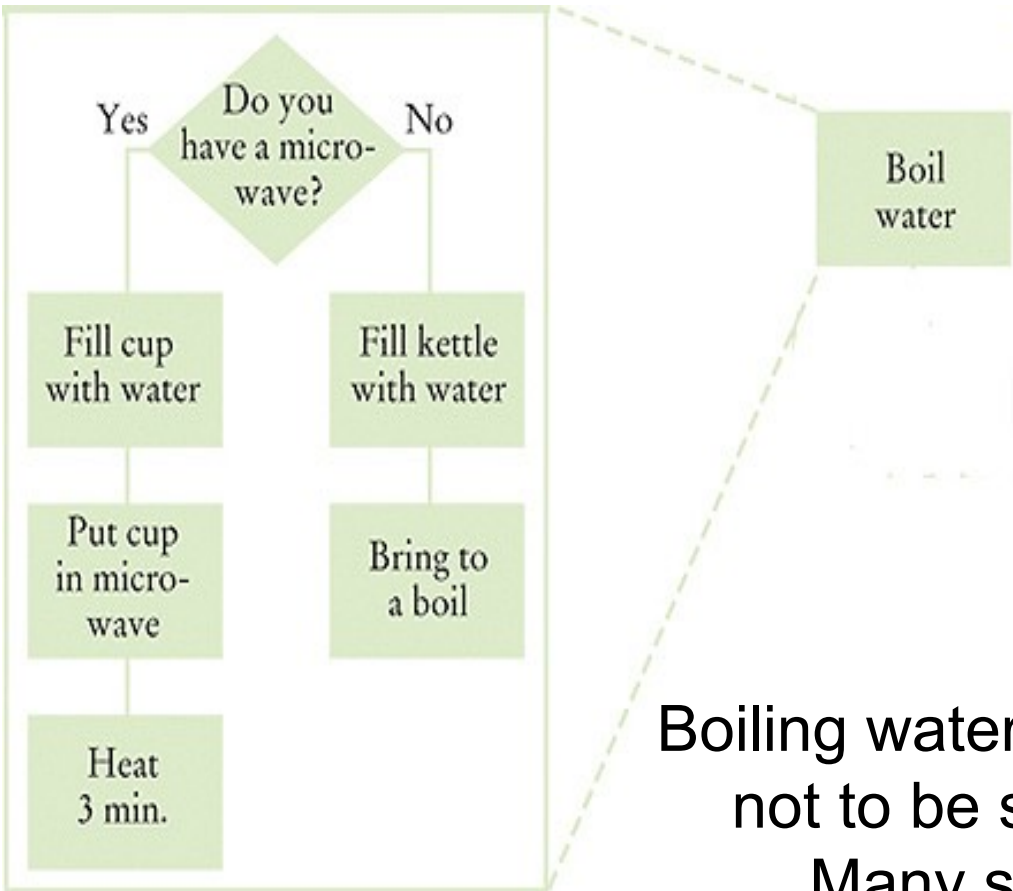 Do you
have a micro-
wave?
Yes
No
Fill cup
with water
Put cup
in micro-
wave
Heat
3 min.
Fill kettle
with water
Bring to
a boil
Boil
water
Boiling water
not to be
Many